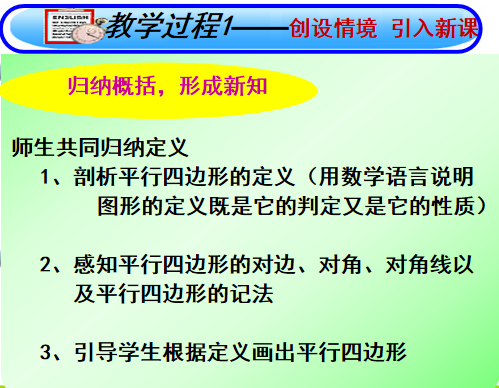 ENGLISH
教学过程1——创设情境 引入新课
归纳概括，形成新知
师生共同归纳定义
1、剖析平行四边形的定义（用数学语言说明
图形的定义既是它的判定又是它的性质）
2、感知平行四边形的对边、对角、对角线以
及平行四边形的记法
3、引导学生根据定义画出平行四边形